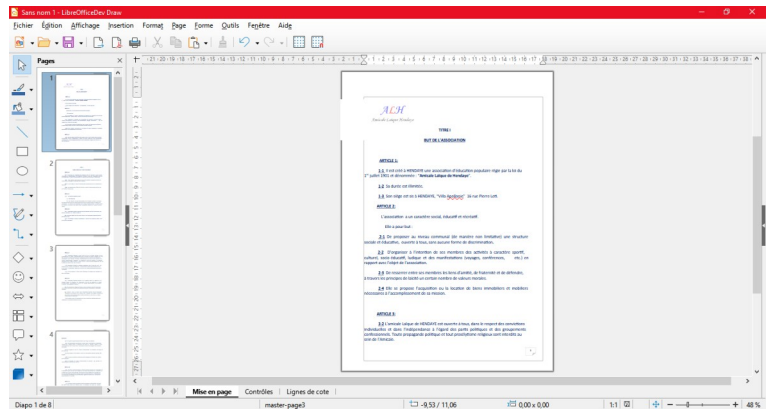 Sans nom 1 - LibreOfficeDev Draw
Fichier Édition Affichage Insertion Format Page Forme Outils Fenêtre Aide
Pages
1
2
3
4
ALH
Amicale Laïque Hendaye
TITRE I
BUT DE L'ASSOCIATION
ARTICLE 1:
1-1 Il est créé à HENDAYE une association d'éducation populaire régie par la loi du
1er juillet 1901 et dénommée : "Amicale Laïque de Hendaye".
1-2 Sa durée est illimitée.
1-3 Son siège est sis à HENDAYE, "Villa" 16 rue Pierre Loti
ARTICLE 2:
L'association a un caractère social, éducatif et récréatif.
Elle a pour but :
2-1 De proposer au niveau communal (de manière non limitative) une structure
sociale et éducative, ouverte à tous, sans aucune forme de discrimination.
2-2 D'organiser à l'intention de ses membres des activités à caractère sportif,
culturel, socio éducatif, ludique et des manifestations (voyages, conférences, etc.) en
rapport avec l'objet de l'association.
2-3 De resserrer entre ses membres les liens d'amitié, de fraternité et de défendre,
à travers les principes de laïcité un certain nombre de valeurs morales.
2-4 Elle se propose l'acquisition ou la location de biens immobiliers et mobiliers
nécessaires à l'accomplissement de sa mission.
ARTICLE 3:
3-2 L'amicale Laïque de HENDAYE est ouverte à tous, dans le respect des convictions
individuelles et dans l'indépendance à l'égard des partis politiques et des groupements
confessionnels. Toute propagande politique et tout prosélytisme religieux sont interdits au
sein de l'Amicale.
Mise en page Contrôles Lignes de cote
Diapo 1 de 8 master-page3 -9,53 / 11,06 0,00 x 0,00 1:1 48 %